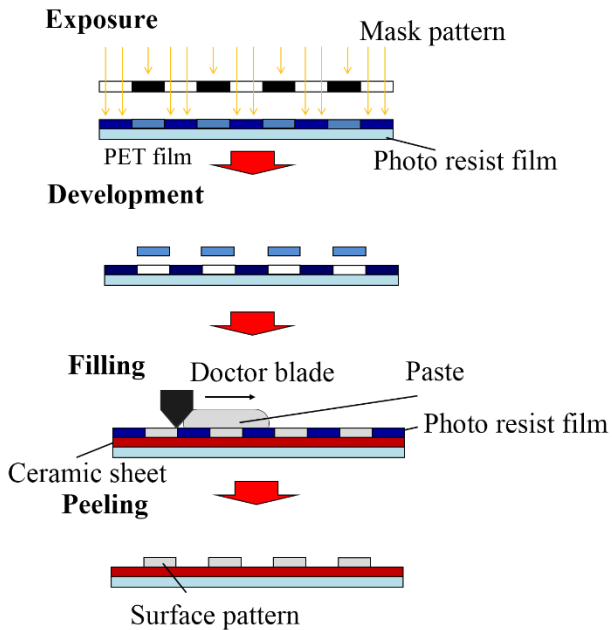 Exposure
Mask pattern
PET film
Photo resist film
Development
Filling
Doctor blade
Paste
Photo resist film
Ceramic sheet
Peeling
Surface pattern